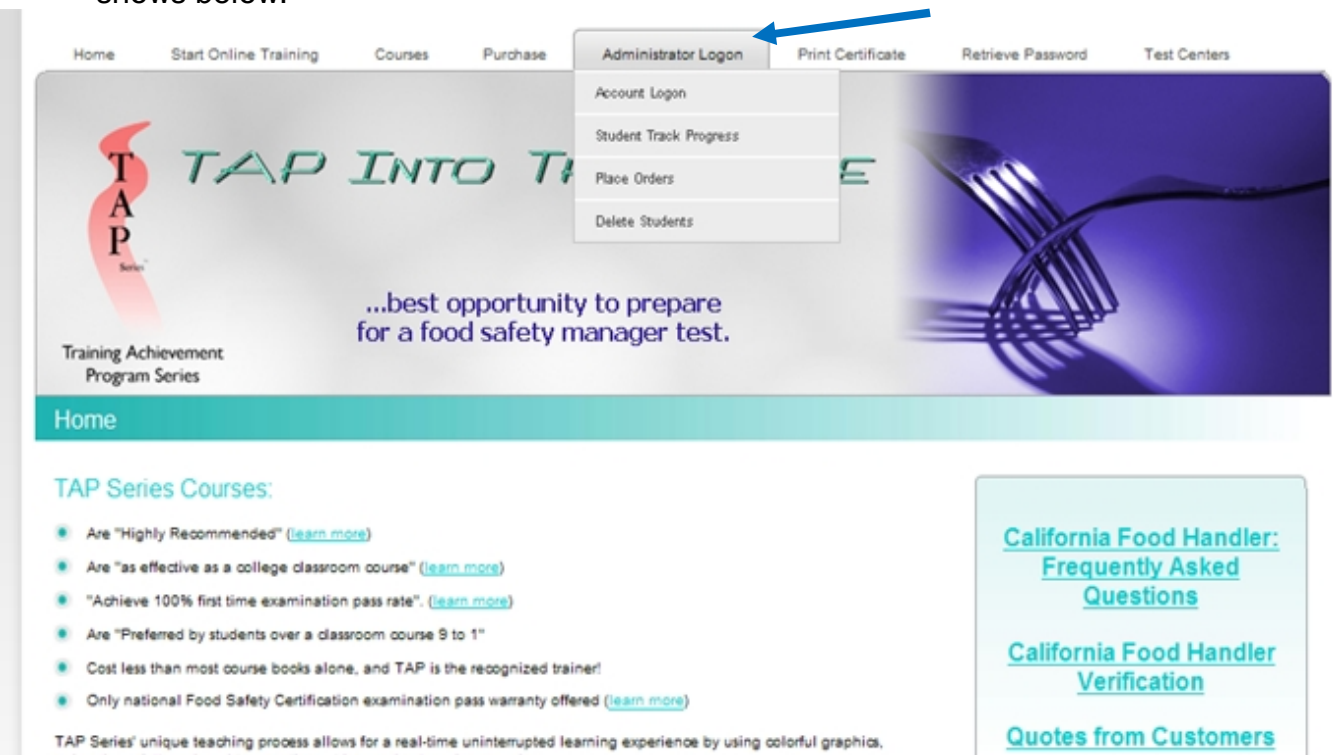 shows below.
Home Start Online Training Courses Purchase Administrator Logon Print Certificate Retrieve Password Test Centers
Account Logon
Student Track Progress
Place Orders
Delete Students
TAP INTO
TAP
Series™
...best opportunity to prepare
for a food safety manager test.
Training Achievement
Program Series
Home
TAP Series Courses:
Are "Highly Recommended" (learn more)
Are "as effective as a college classroom course" (learn more)
"Achieve 100% first time examination pass rate". (learn more)
Are "Preferred by students over a classroom course 9 to 1"
Cost less than most course books alone, and TAP is the recognized trainer!
Only national Food Safety Certification examination pass warranty offered (learn more)
TAP Series' unique teaching process allows for a real-time uninterrupted learning experience by using colorful graphics,
California Food Handler:
Frequently Asked
Questions
California Food Handler
Verification
Quotes from Customers